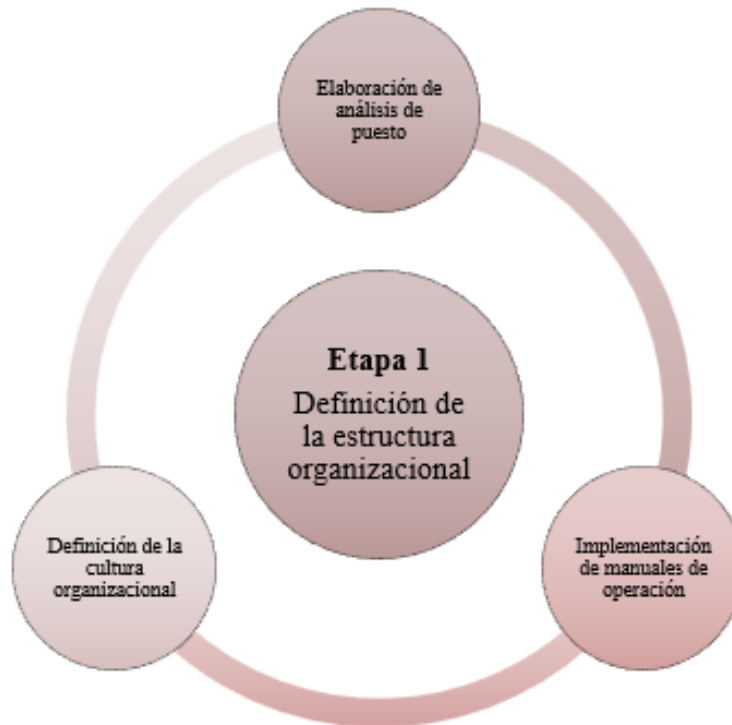 Elaboración de
análisis de
puesto
Etapa 1
Definición de
la estructura
organizacional
Definición de la
cultura
organizacional
Implementación
de manuales de
operación